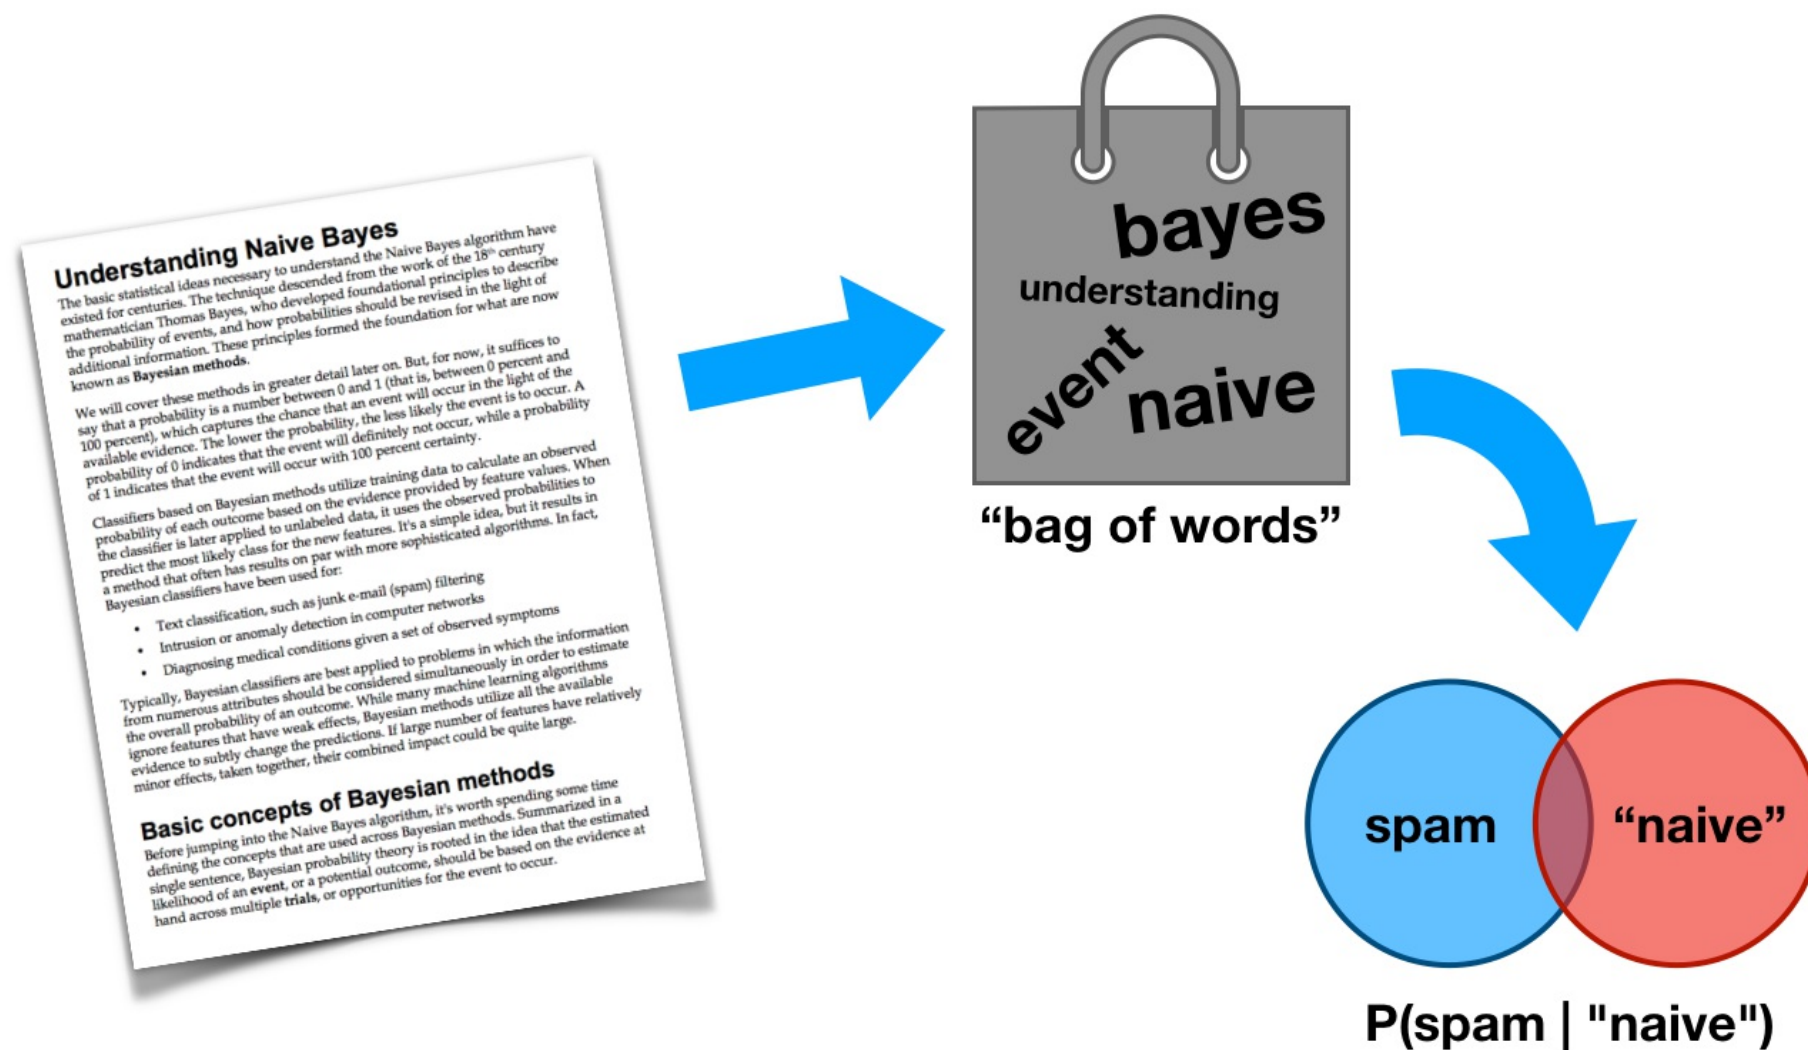 Understanding Naive Bayes
The basic statistical ideas necessary to understand the Naive Bayes algorithm have
existed for centuries. The technique descended from the work of the 18th century
mathematician Thomas Bayes, who developed foundational principles to describe
the probability of events, and how probabilities should be revised in the light of
additional information. These principles formed the foundation for what are now
known as Bayesian methods.
We will cover these methods in greater detail later on. But, for now, it suffices to
say that a probability is a number between 0 and 1 (that is, between 0 percent and
100 percent), which captures the chance that an event will occur in the light of the
available evidence. The lower the probability, the less likely the event is to occur. A
probability of 0 indicates that the event will definitely not occur, while a probability
of 1 indicates that the event will occur with 100 percent certainty.
Classifiers based on Bayesian methods utilize training data to calculate an observed
probability of each outcome based on the evidence provided by feature values. When
the classifier is later applied to unlabeled data, it uses the observed probabilities to
predict the most likely class for the new features. It's a simple idea, but it results in
a method that often has results on par with more sophisticated algorithms. In fact,
Bayesian classifiers have been used for:
• Text classification, such as junk e-mail (spam) filtering
• Intrusion or anomaly detection in computer networks
• Diagnosing medical conditions given a set of observed symptoms
Typically, Bayesian classifiers are best applied to problems in which the information
from numerous attributes should be considered simultaneously in order to estimate
the overall probability of an outcome. While many machine learning algorithms
ignore features that have weak effects, Bayesian methods utilize all the available
evidence to subtly change the predictions. If large number of features have relatively
minor effects, taken together, their combined impact could be quite large.
Basic concepts of Bayesian methods
Before jumping into the Naive Bayes algorithm, it's worth spending some time
defining the concepts that are used across Bayesian methods. Summarized in a
single sentence, Bayesian probability theory is rooted in the idea that the estimated
likelihood of an event, or a potential outcome, should be based on the evidence at
hand across multiple trials, or opportunities for the event to occur.
bayes
understanding
event
naive
“bag of words”
spam
“naive”
P(spam | "naive")